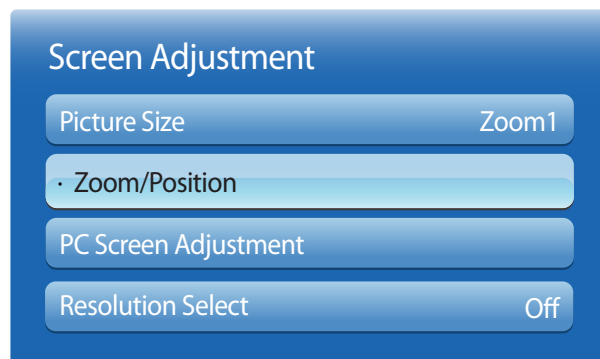 Screen Adjustment
Picture Size Zoom1
· Zoom/Position
PC Screen Adjustment
Resolution Select Off